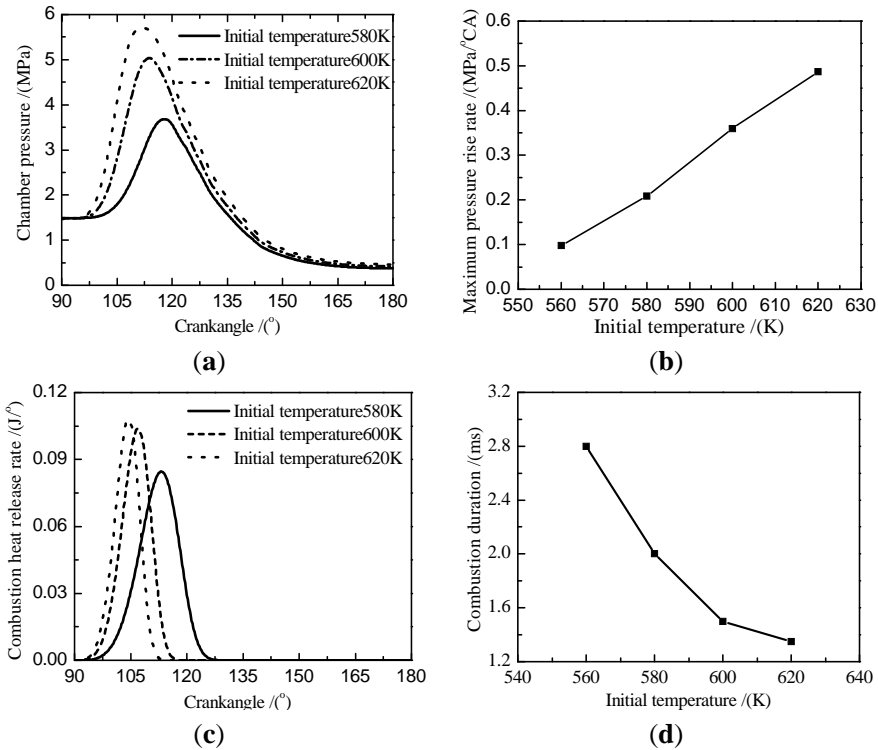 Chamber pressure /(MPa)
6
5
4
3
2
1
0
Initial temperature580K
Initial temperature600K
Initial temperature620K
90 105 120 135 150 165 180
Crankangle /(°)
(a)
Maximum pressure rise rate /(MPa/°CA)
0.6
0.5
0.4
0.3
0.2
0.1
0.0
550 560 570 580 590 600 610 620 630
Initial temperature /(K)
(b)
Combustion heat release rate /(J/°)
0.12
0.09
0.06
0.03
0.00
Initial temperature580K
Initial temperature600K
Initial temperature620K
90 105 120 135 150 165 180
Crankangle /(°)
(c)
Combustion duration /(ms)
3.2
2.8
2.4
2.0
1.6
1.2
540 560 580 600 620 640
Initial temperature /(K)
(d)